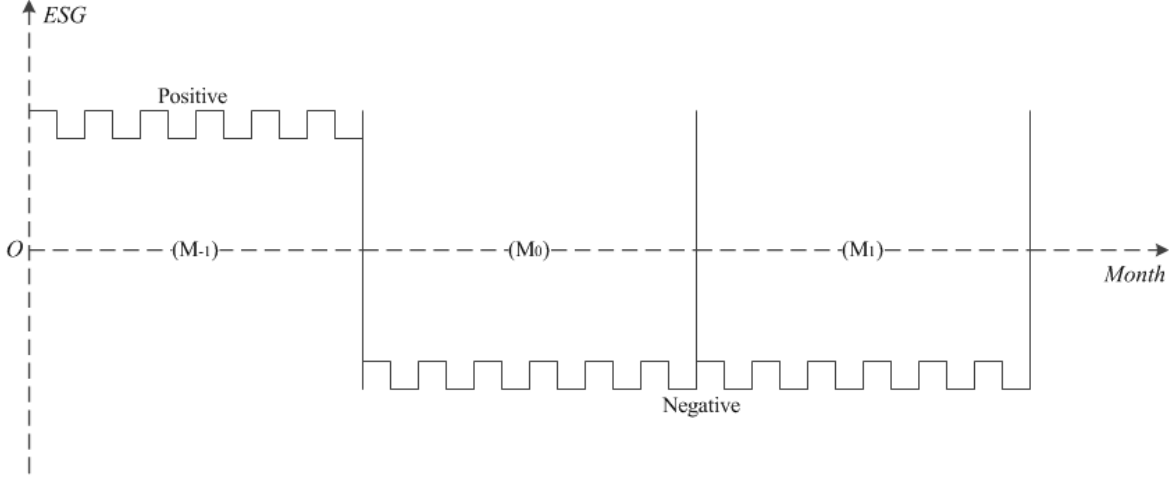 ESG
Positive
O
(M-1)
(M0)
(M1)
Month
Negative